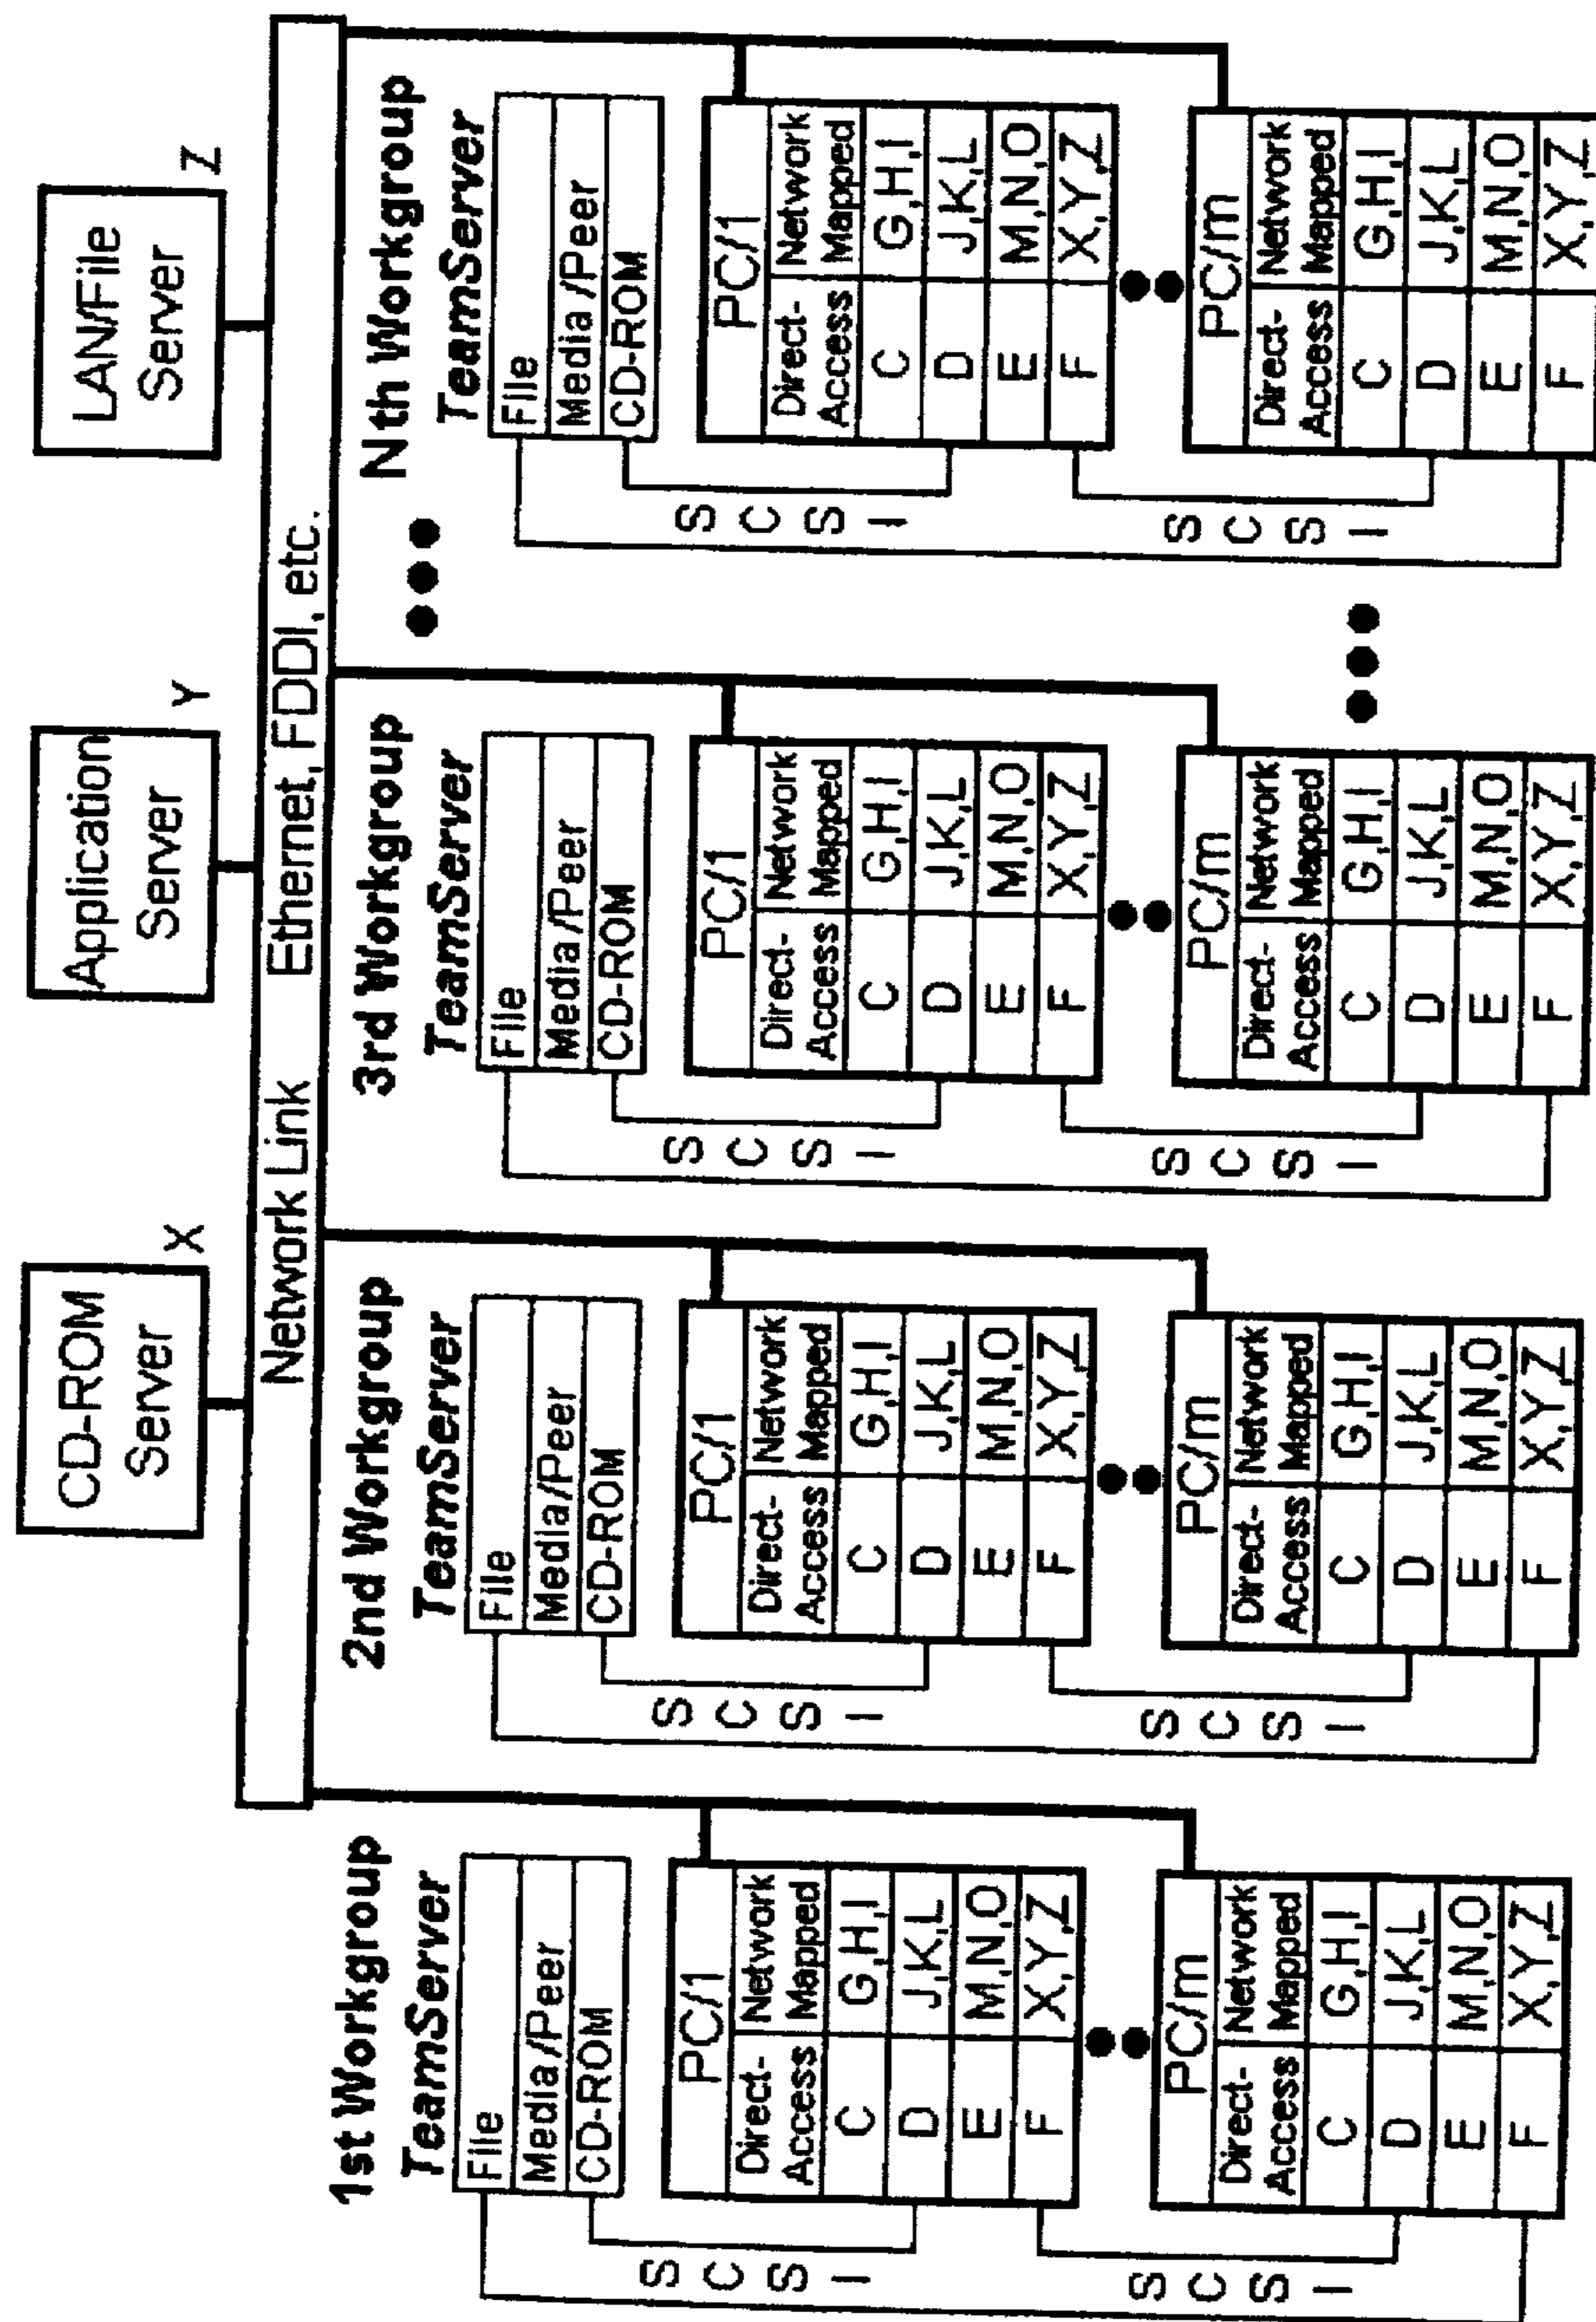 CD-ROM
Server
X
Application
Server
Y
LAN/File
Server
Z
Network Link Ethernet, FDDI, etc.
1st Workgroup
TeamServer
File
Media/Peer
CD-ROM
PC/1
Direct-Access Network Mapped
C G,H,I
D J,K,L
E M,N,O
F X,Y,Z
PC/m
Direct-Access Network Mapped
C G,H,I
D J,K,L
E M,N,O
F X,Y,Z
S
C
S
I
S
C
S
I
2nd Workgroup
TeamServer
File
Media/Peer
CD-ROM
PC/1
Direct-Access Network Mapped
C G,H,I
D J,K,L
E M,N,O
F X,Y,Z
PC/m
Direct-Access Network Mapped
C G,H,I
D J,K,L
E M,N,O
F X,Y,Z
S
C
S
I
S
C
S
I
3rd Workgroup
TeamServer
File
Media/Peer
CD-ROM
PC/1
Direct-Access Network Mapped
C G,H,I
D J,K,L
E M,N,O
F X,Y,Z
PC/m
Direct-Access Network Mapped
C G,H,I
D J,K,L
E M,N,O
F X,Y,Z
S
C
S
I
S
C
S
I
Nth Workgroup
TeamServer
File
Media/Peer
CD-ROM
PC/1
Direct-Access Network Mapped
C G,H,I
D J,K,L
E M,N,O
F X,Y,Z
PC/m
Direct-Access Network Mapped
C G,H,I
D J,K,L
E M,N,O
F X,Y,Z
S
C
S
I
S
C
S
I